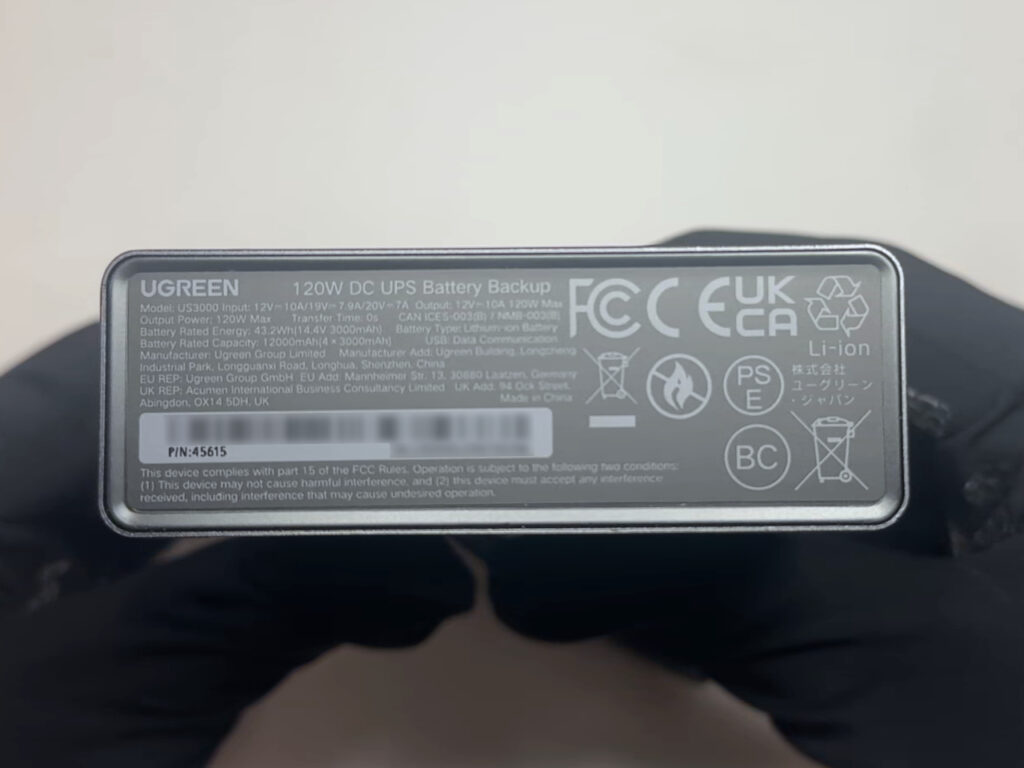 UGREEN 120W DC UPS Battery Backup
Model: US3000 Input: 12V⎓10A/19V⎓7.9A/20V⎓7A Output: 12V⎓10A 120W Max
Output Power: 120W Max Transfer Time: 0s CAN ICES-003(B) / NMB-003(B)
Battery Rated Energy: 43.2Wh(14.4V 3000mAh) Battery Type: Lithium-ion Battery
Battery Rated Capacity: 12000mAh(4×3000mAh) USB: Data Communication
Manufacturer: Ugreen Group Limited Manufacturer Add: Ugreen Building, Longcheng
Industrial Park, Longguanxi Road, Longhua, Shenzhen, China
EU REP: Ugreen Group GmbH EU Add: Mannheimer Str. 13, 30880 Laatzen, Germany
UK REP: Acumen International Business Consultancy Limited UK Add: 94 Ock Street,
Abingdon, OX14 5DH, UK Made in China
P/N:45615
This device complies with part 15 of the FCC Rules. Operation is subject to the following two conditions:
(1) This device may not cause harmful interference, and (2) this device must accept any interference
received, including interference that may cause undesired operation.
FC CE UK
CA
Li-ion
PS
E
株式会社
ユーグリーン
・ジャパン
BC